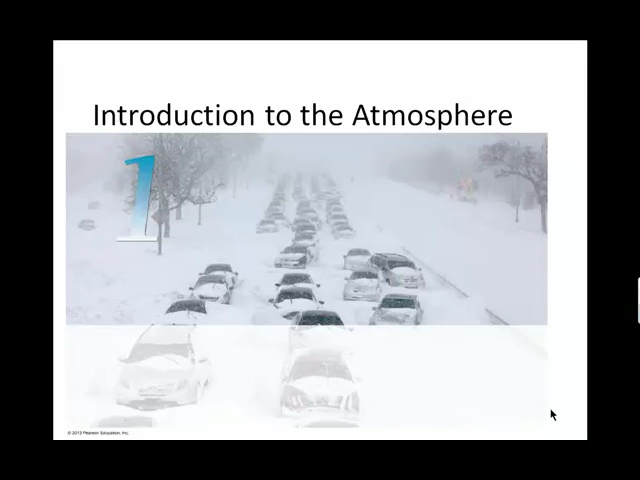 Introduction to the Atmosphere
1
© 2013 Pearson Education, Inc.